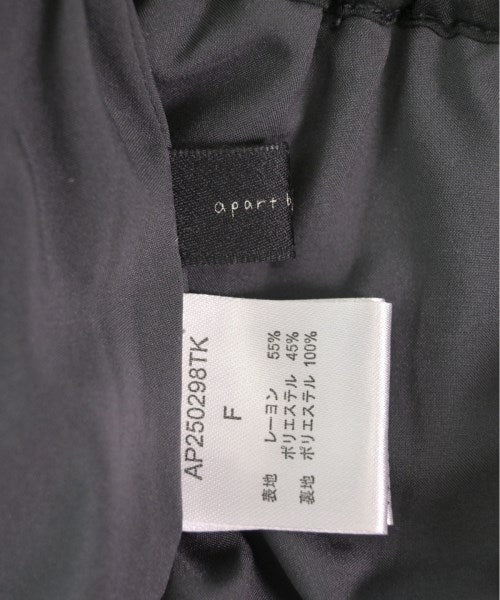 apart b
AP250298TK
F
表地 レーヨン 55%
ポリエステル 45%
裏地 ポリエステル 100%